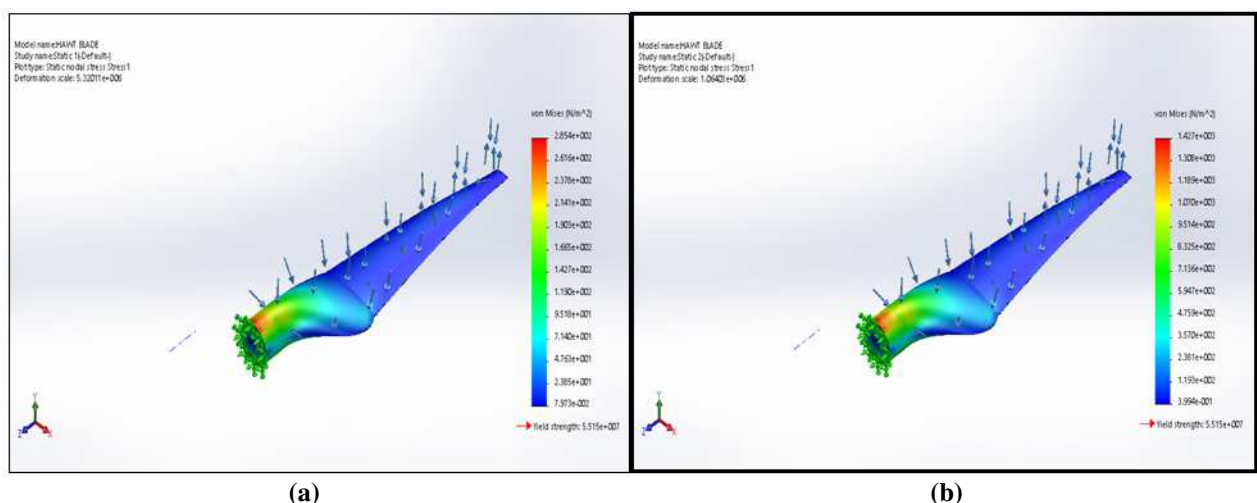 Model name:HAWT BLADE
Study name:Static 1(-Default-)
Plot type: Static nodal stress Stress1
Deformation scale: 5.32011e+006
von Mises (N/m^2)
2.854e+002
2.616e+002
2.378e+002
2.141e+002
1.903e+002
1.665e+002
1.427e+002
1.190e+002
9.518e+001
7.140e+001
4.763e+001
2.385e+001
7.973e-002
Yield strength: 5.515e+007
Y
Z
X
(a)
Model name:HAWT BLADE
Study name:Static 2(-Default-)
Plot type: Static nodal stress Stress1
Deformation scale: 1.06403e+006
von Mises (N/m^2)
1.427e+003
1.308e+003
1.189e+003
1.070e+003
9.514e+002
8.325e+002
7.136e+002
5.947e+002
4.759e+002
3.570e+002
2.381e+002
1.193e+002
3.994e-001
Yield strength: 5.515e+007
Y
Z
X
(b)